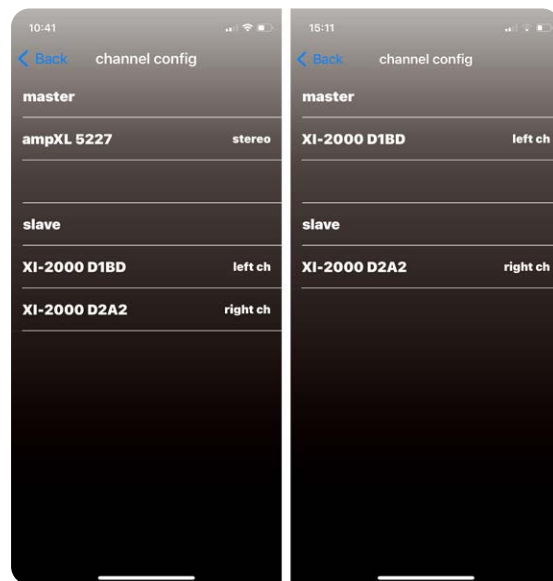 10:41
Back channel config
master
ampXL 5227 stereo
slave
XI-2000 D1BD left ch
XI-2000 D2A2 right ch
15:11
Back channel config
master
XI-2000 D1BD left ch
slave
XI-2000 D2A2 right ch